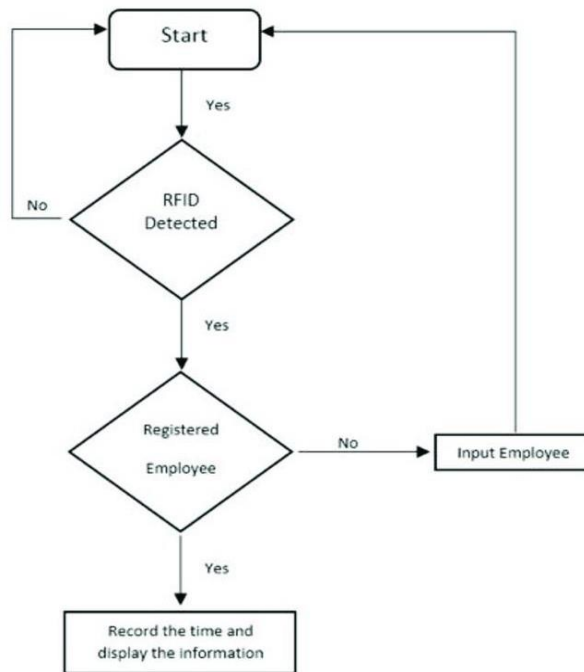 Start
Yes
RFID
Detected
No
Yes
Registered
Employee
No
Input Employee
Yes
Record the time and
display the information